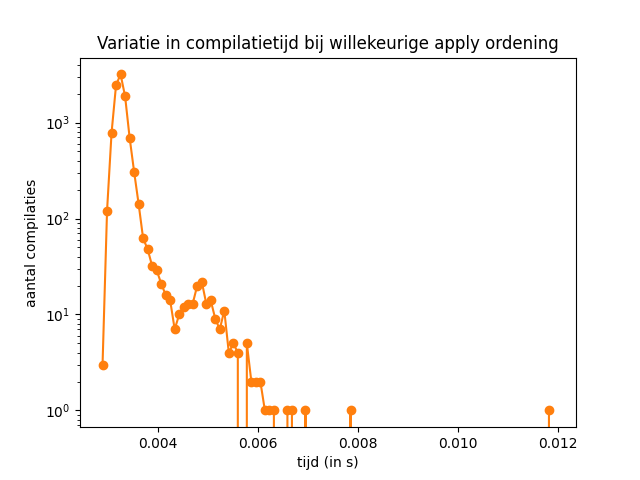 Variatie in compilatietijd bij willekeurige apply ordening
aantal compilaties
10³
10²
10¹
10⁰
0.004 0.006 0.008 0.010 0.012
tijd (in s)